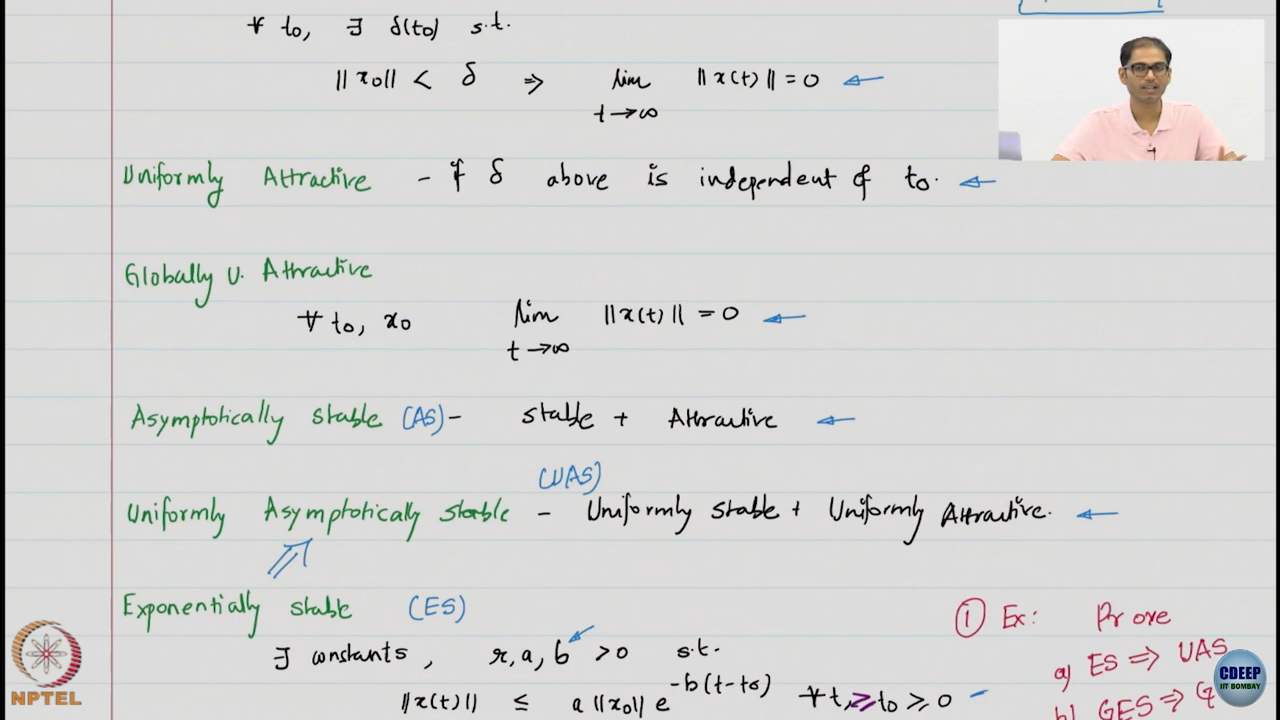 ∀ t₀, ∃ δ(t₀) s.t.
||x₀|| < δ ⇒ lim ||x(t)|| = 0
t→∞
Uniformly Attractive - if δ above is independent of t₀.
Globally U. Attractive
∀ t₀, x₀ lim ||x(t)|| = 0
t→∞
Asymptotically stable (AS) - stable + Attractive
(UAS)
Uniformly Asymptotically stable - Uniformly stable + Uniformly Attractive.
Exponentially stable (ES)
① Ex: Prove
∃ constants, r, a, b > 0 s.t.
a) ES ⇒ UAS
||x(t)|| ≤ a ||x₀|| e^{-b(t-t₀)} ∀ t ≥ t₀ ≥ 0
b) GES ⇒ G
NPTEL
CDEEP
IIT BOMBAY